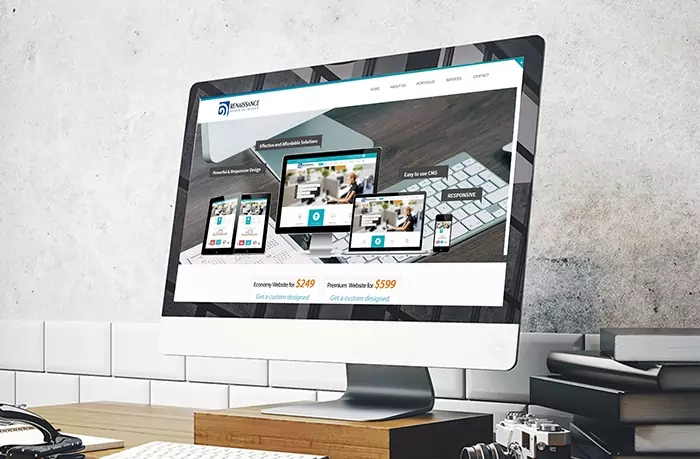 RENAISSANCE
HOME ABOUT US PORTFOLIO SERVICES CONTACT
Effective and Affordable Solutions
Powerful & Responsive Design
Easy to use CMS
RESPONSIVE
Economy Website for $249 Premium Website for $599
Get a custom designed Get a custom designed